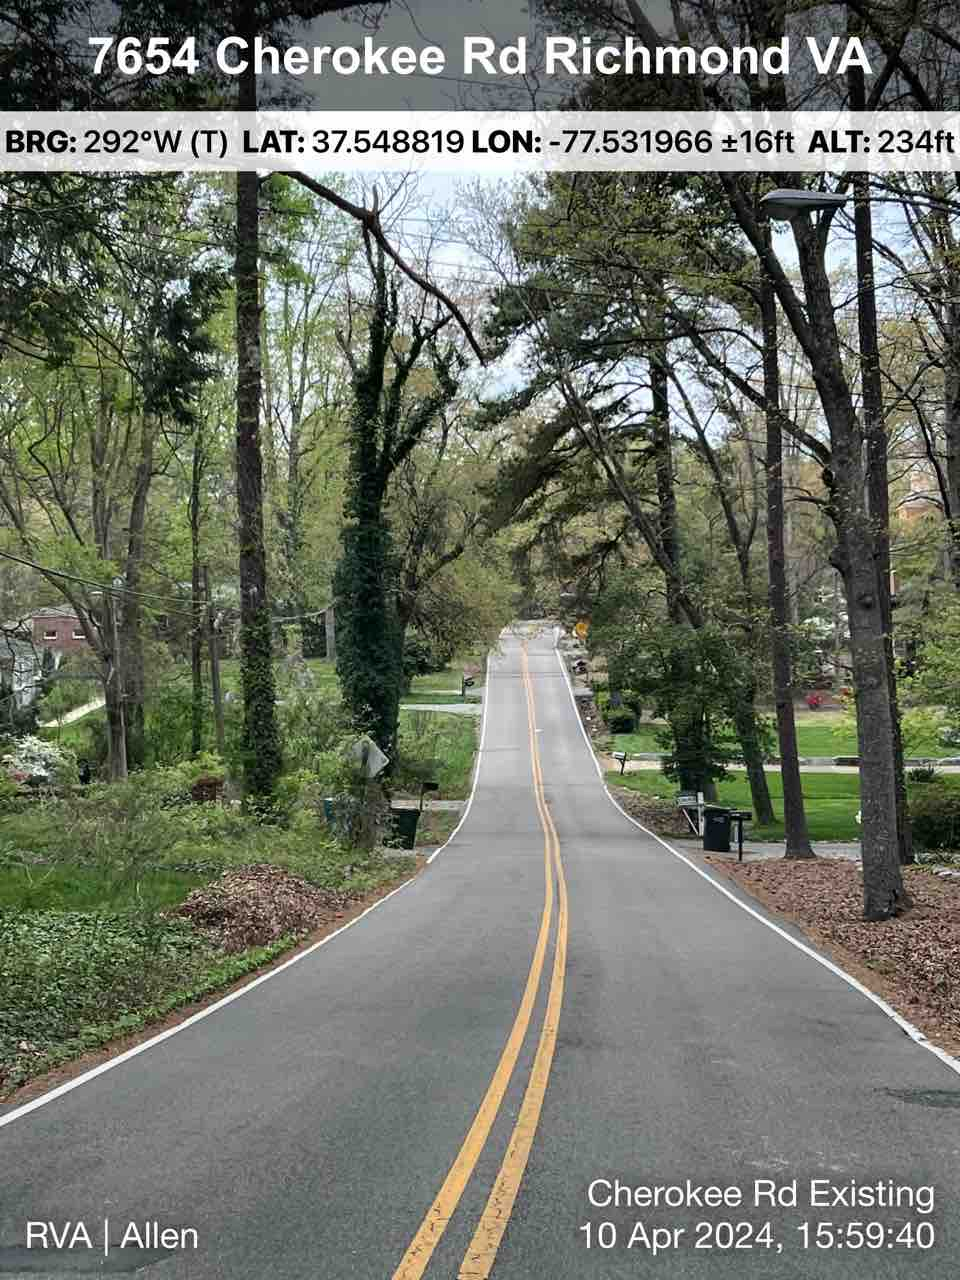 7654 Cherokee Rd Richmond VA
BRG: 292°W (T) LAT: 37.548819 LON: -77.531966 ±16ft ALT: 234ft
Cherokee Rd Existing
RVA | Allen
10 Apr 2024, 15:59:40